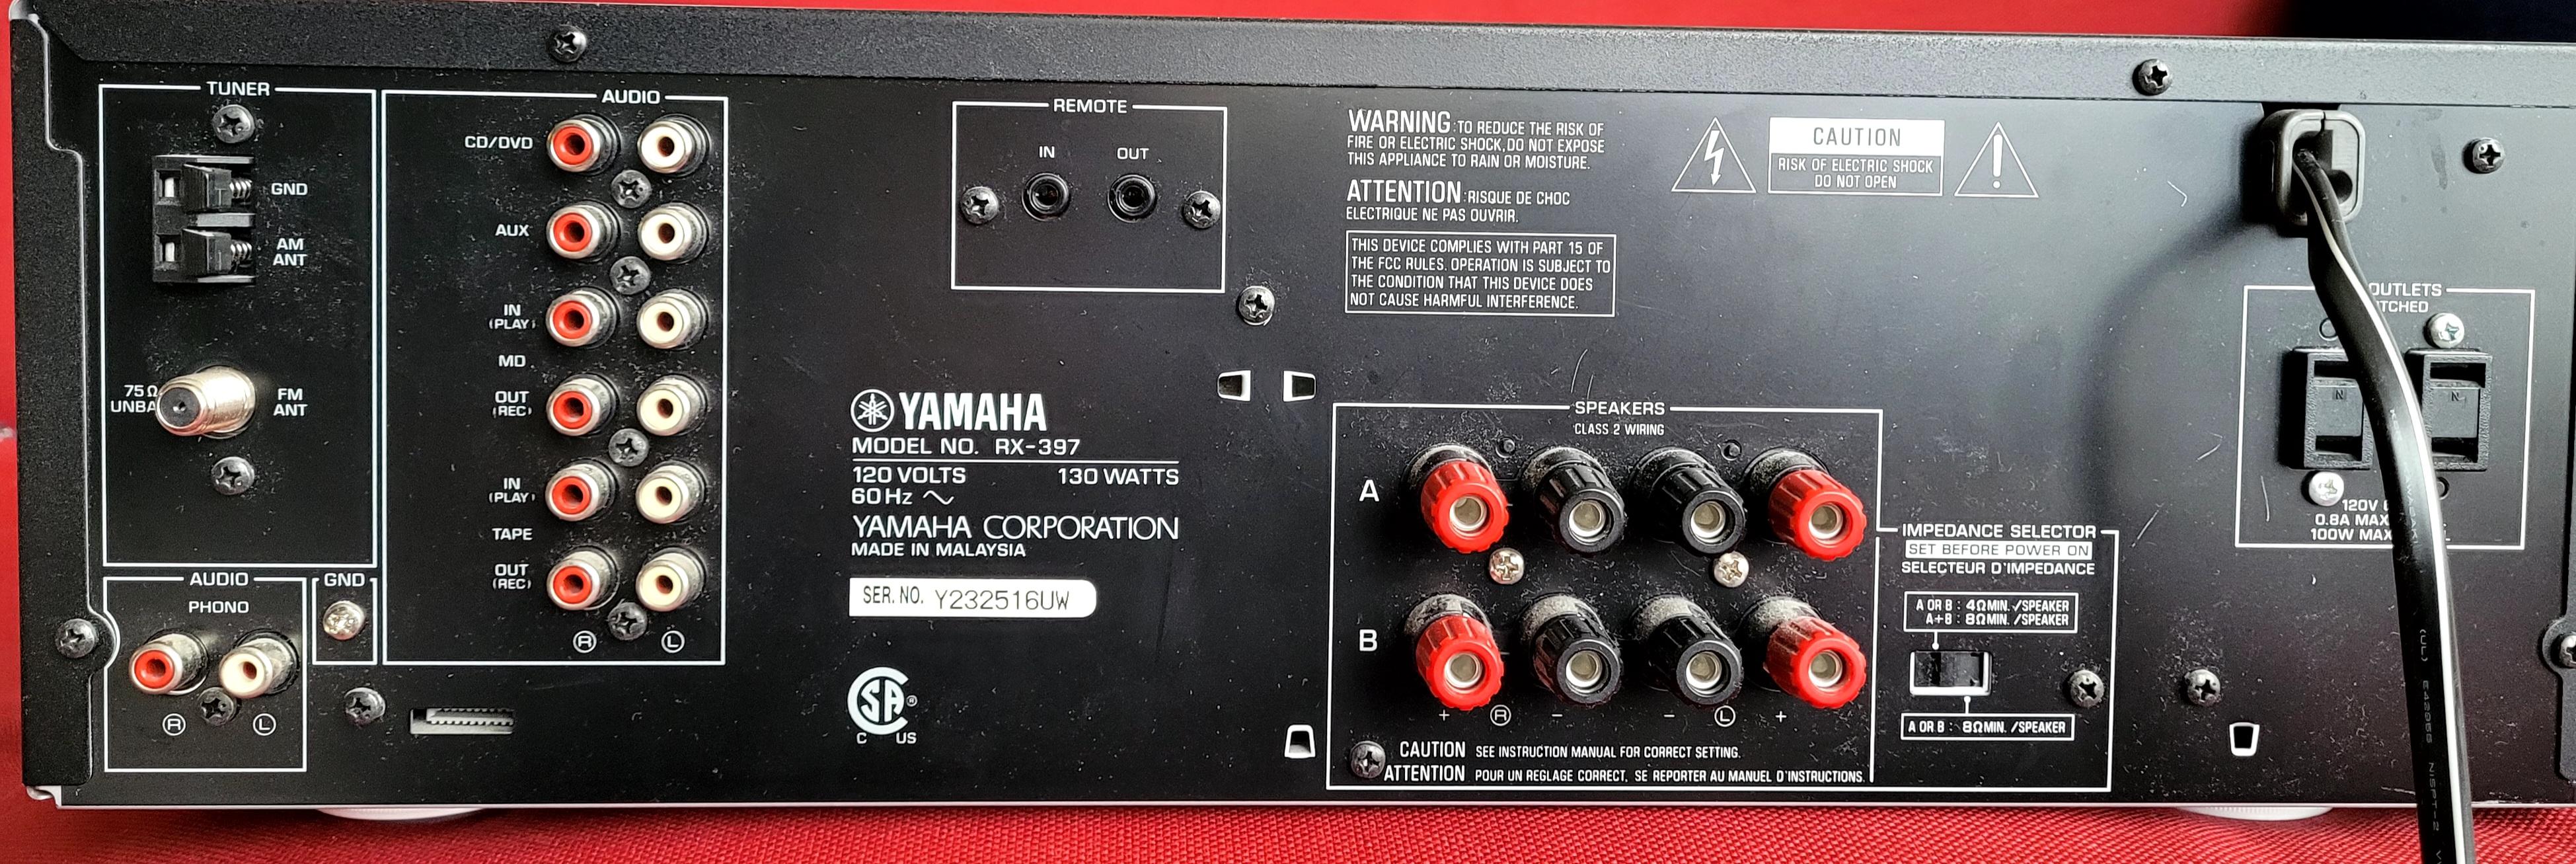 TUNER
GND
AM
ANT
75Ω
FM
ANT
AUDIO
PHONO
R L
GND
AUDIO
CD/DVD
AUX
IN
(PLAY)
MD
OUT
(REC)
IN
(PLAY)
TAPE
OUT
(REC)
R L
REMOTE
IN OUT
YAMAHA
MODEL NO. RX-397
120 VOLTS 130 WATTS
60Hz ~
YAMAHA CORPORATION
MADE IN MALAYSIA
SER. NO. Y232516UW
SA ®
C US
WARNING : TO REDUCE THE RISK OF
FIRE OR ELECTRIC SHOCK, DO NOT EXPOSE
THIS APPLIANCE TO RAIN OR MOISTURE.
ATTENTION : RISQUE DE CHOC
ELECTRIQUE NE PAS OUVRIR.
THIS DEVICE COMPLIES WITH PART 15 OF
THE FCC RULES. OPERATION IS SUBJECT TO
THE CONDITION THAT THIS DEVICE DOES
NOT CAUSE HARMFUL INTERFERENCE.
CAUTION
RISK OF ELECTRIC SHOCK
DO NOT OPEN
SPEAKERS
CLASS 2 WIRING
A
B
+ R − − L +
CAUTION SEE INSTRUCTION MANUAL FOR CORRECT SETTING.
ATTENTION POUR UN REGLAGE CORRECT, SE REPORTER AU MANUEL D'INSTRUCTIONS.
IMPEDANCE SELECTOR
SET BEFORE POWER ON
SELECTEUR D'IMPEDANCE
A OR B : 4ΩMIN. /SPEAKER
A+B : 8ΩMIN. /SPEAKER
A OR B : 8ΩMIN. /SPEAKER
OUTLETS
N N
120V
0.8A MAX
100W MAX